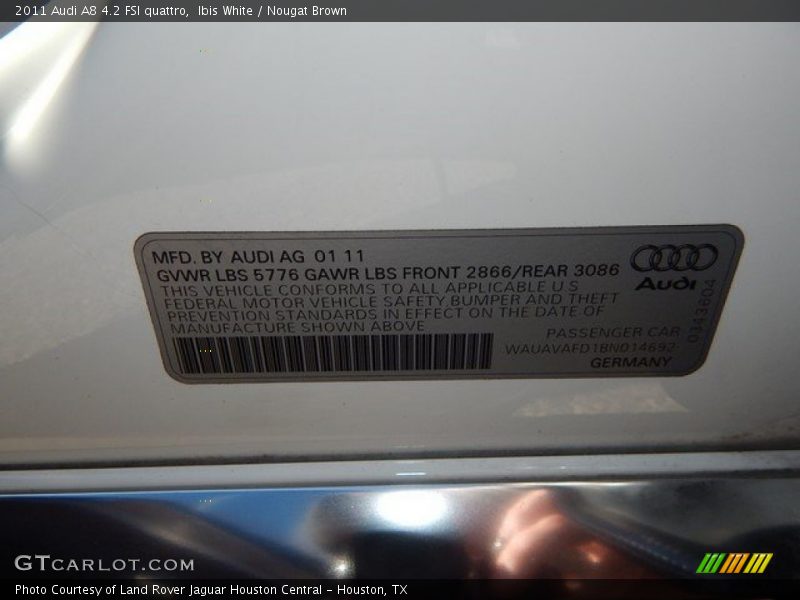 2011 Audi A8 4.2 FSI quattro,  Ibis White / Nougat Brown
MFD. BY AUDI AG 01 11
GVWR LBS 5776 GAWR LBS FRONT 2866/REAR 3086
THIS VEHICLE CONFORMS TO ALL APPLICABLE U S
FEDERAL MOTOR VEHICLE SAFETY, BUMPER AND THEFT
PREVENTION STANDARDS IN EFFECT ON THE DATE OF
MANUFACTURE SHOWN ABOVE
PASSENGER CAR
WAUAVAFD1BN014692
GERMANY
Audi
0343604
GTCARLOT.COM
Photo Courtesy of Land Rover Jaguar Houston Central - Houston, TX